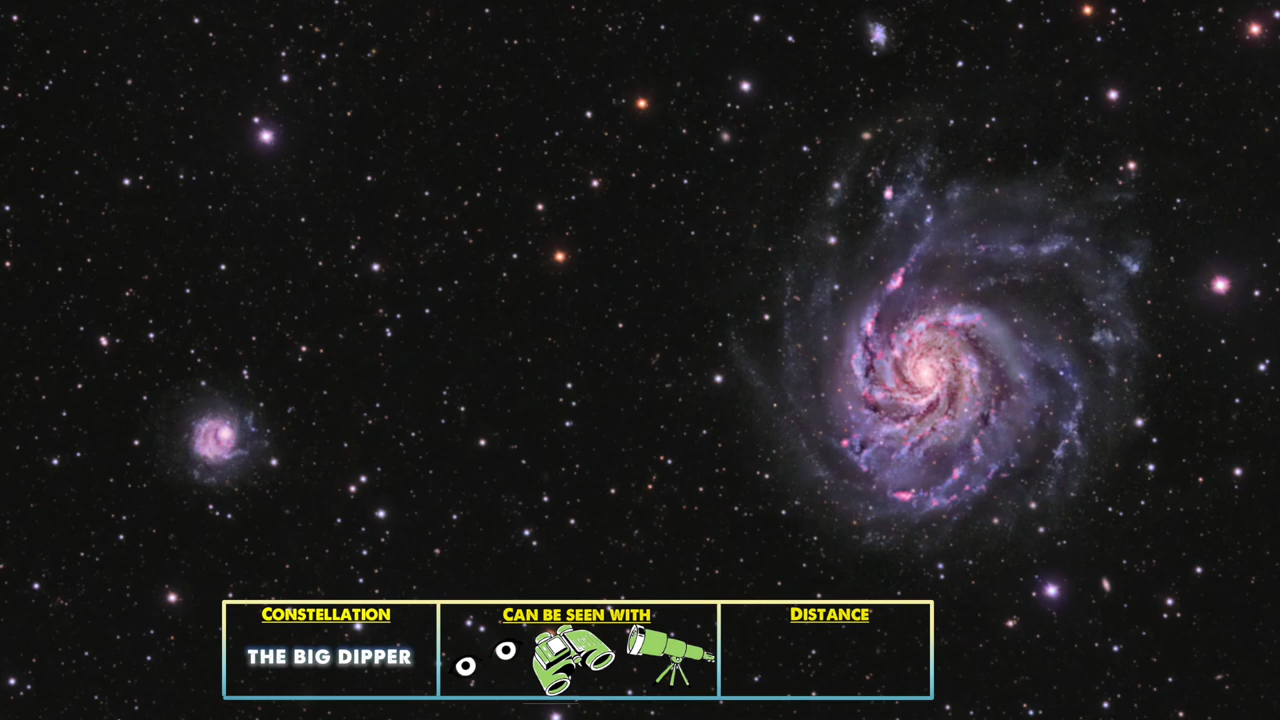 CONSTELLATION
CAN BE SEEN WITH
DISTANCE
THE BIG DIPPER